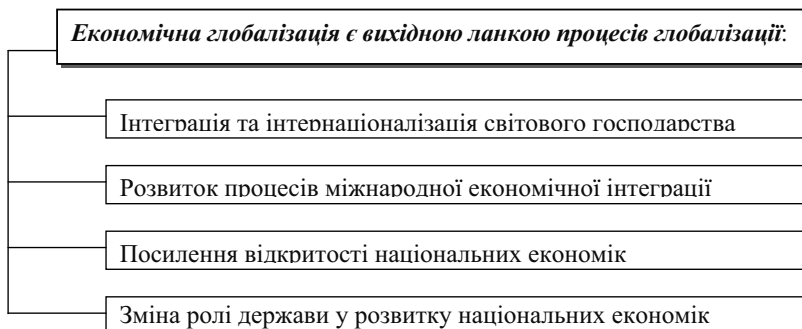 Економічна глобалізація є вихідною ланкою процесів глобалізації:
Інтеграція та інтернаціоналізація світового господарства
Розвиток процесів міжнародної економічної інтеграції
Посилення відкритості національних економік
Зміна ролі держави у розвитку національних економік